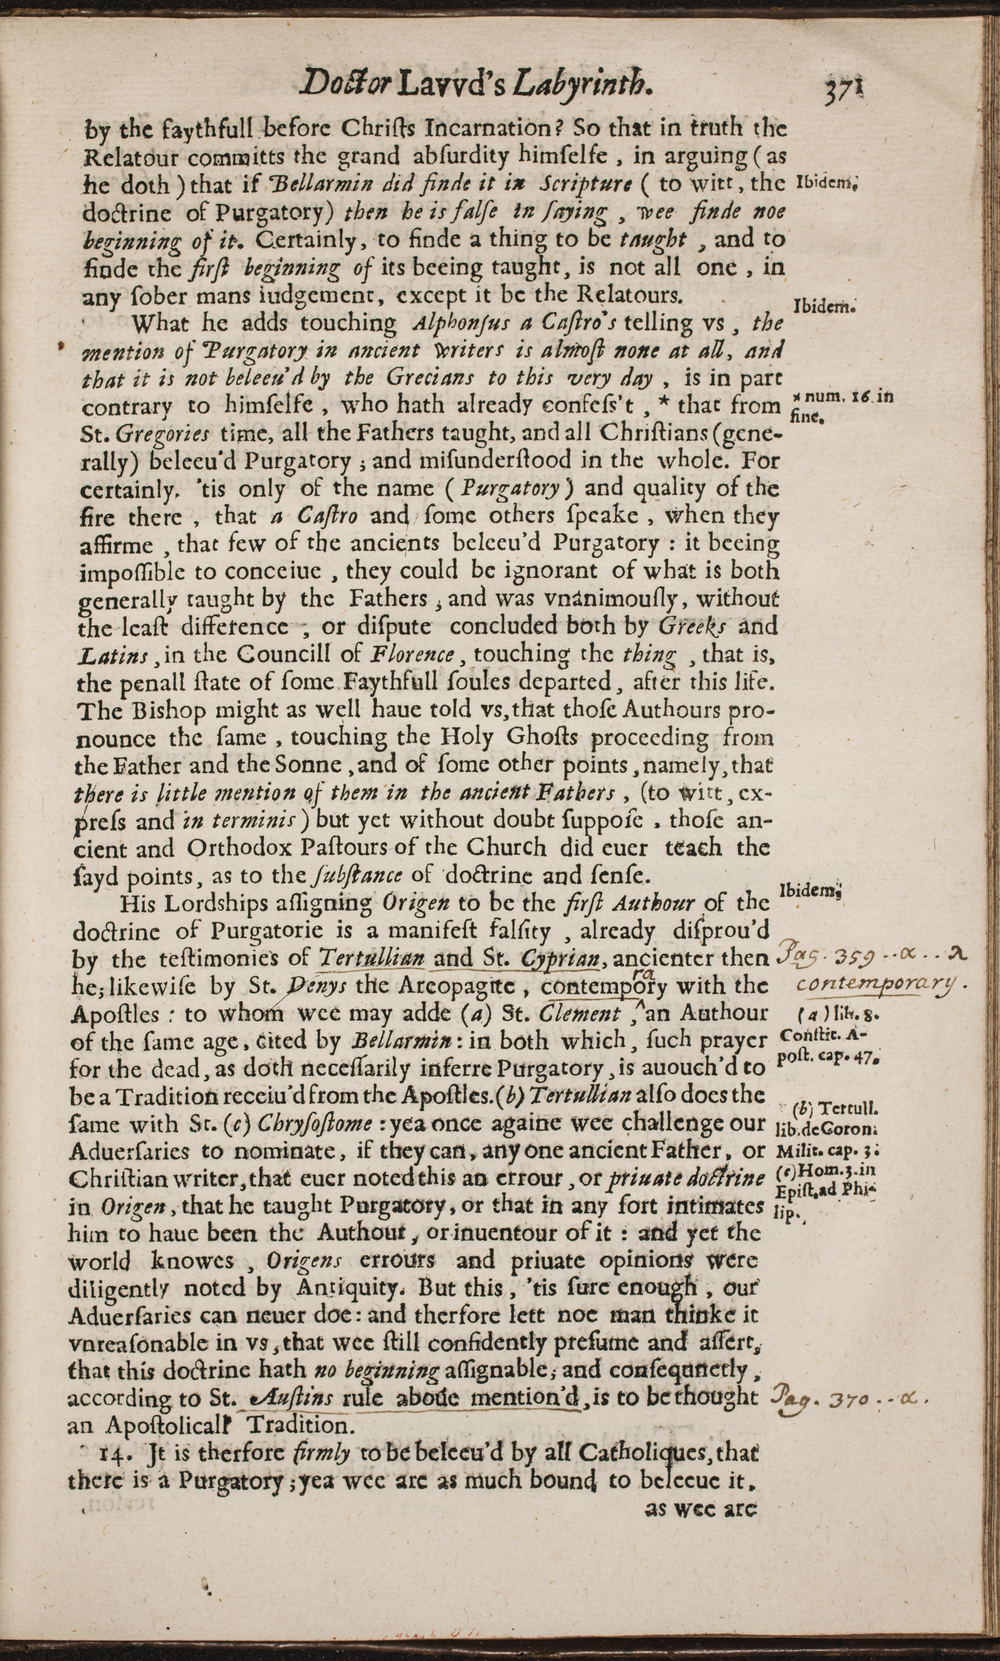 Doctor Lavvd's Labyrinth. 371
by the faythfull before Christs Incarnation? So that in truth the
Relatour committs the grand absurdity himselfe, in arguing (as
he doth) that if Bellarmin did finde it in Scripture (to witt, the
Ibidem;
doctrine of Purgatory) then he is false in saying, wee finde noe
beginning of it. Certainly, to finde a thing to be taught, and to
finde the first beginning of its beeing taught, is not all one, in
any sober mans iudgement, except it be the Relatours.
Ibidem.
What he adds touching Alphonsus a Castro's telling vs, the
mention of Purgatory in ancient writers is almost none at all, and
that it is not beleeu'd by the Grecians to this very day, is in part
contrary to himselfe, who hath already confess't, * that from
* num. 16. in
fine.
St. Gregories time, all the Fathers taught, and all Christians (gene-
rally) beleeu'd Purgatory; and misunderstood in the whole. For
certainly. 'tis only of the name (Purgatory) and quality of the
fire there, that a Castro and some others speake, when they
affirme, that few of the ancients beleeu'd Purgatory: it beeing
impossible to conceiue, they could be ignorant of what is both
generally taught by the Fathers; and was vnanimously, without
the least difference; or dispute concluded both by Greeks and
Latins, in the Councill of Florence, touching the thing, that is,
the penall state of some Faythfull soules departed, after this life.
The Bishop might as well haue told vs, that those Authours pro-
nounce the same, touching the Holy Ghosts proceeding from
the Father and the Sonne, and of some other points, namely, that
there is little mention of them in the ancient Fathers, (to witt, ex-
press and in terminis) but yet without doubt suppose, those an-
cient and Orthodox Pastours of the Church did euer teach the
sayd points, as to the substance of doctrine and sense.
Ibidem;
His Lordships assigning Origen to be the first Authour of the
doctrine of Purgatorie is a manifest falsity, already disprou'd
by the testimonies of Tertullian and St. Cyprian, ancienter then
Pag. 359..α..λ
he; likewise by St. Denys the Areopagite, contempory with the
ra
contemporary.
Apostles: to whom wee may adde (a) St. Clement, an Authour
(a) lib. 8.
Constit. A-
post. cap. 47.
of the same age, cited by Bellarmin: in both which, such prayer
for the dead, as doth necessarily inferre Purgatory, is auouch'd to
be a Tradition receiu'd from the Apostles. (b) Tertullian also does the
(b) Tertull.
lib. de Coron.
Milit. cap. 3.
same with St. (c) Chrysostome: yea once againe wee challenge our
Aduersaries to nominate, if they can, any one ancient Father, or
Christian writer, that euer noted this an errour, or priuate doctrine
(c) Hom. 3. in
Epist. ad Phi-
lip.
in Origen, that he taught Purgatory, or that in any sort intimates
him to haue been the Authour, or inuentour of it: and yet the
world knowes, Origens errours and priuate opinions were
diligently noted by Antiquity. But this, 'tis sure enough, our
Aduersaries can neuer doe: and therfore lett noe man thinke it
vnreasonable in vs, that wee still confidently presume and assert,
that this doctrine hath no beginning assignable; and consequnetly,
according to St. Austins rule aboue mention'd, is to be thought
Pag. 370..α.
an Apostolicall Tradition.
14. Jt is therfore firmly to be beleeu'd by all Catholiques, that
there is a Purgatory; yea wee are as much bound to beleeue it,
as wee are